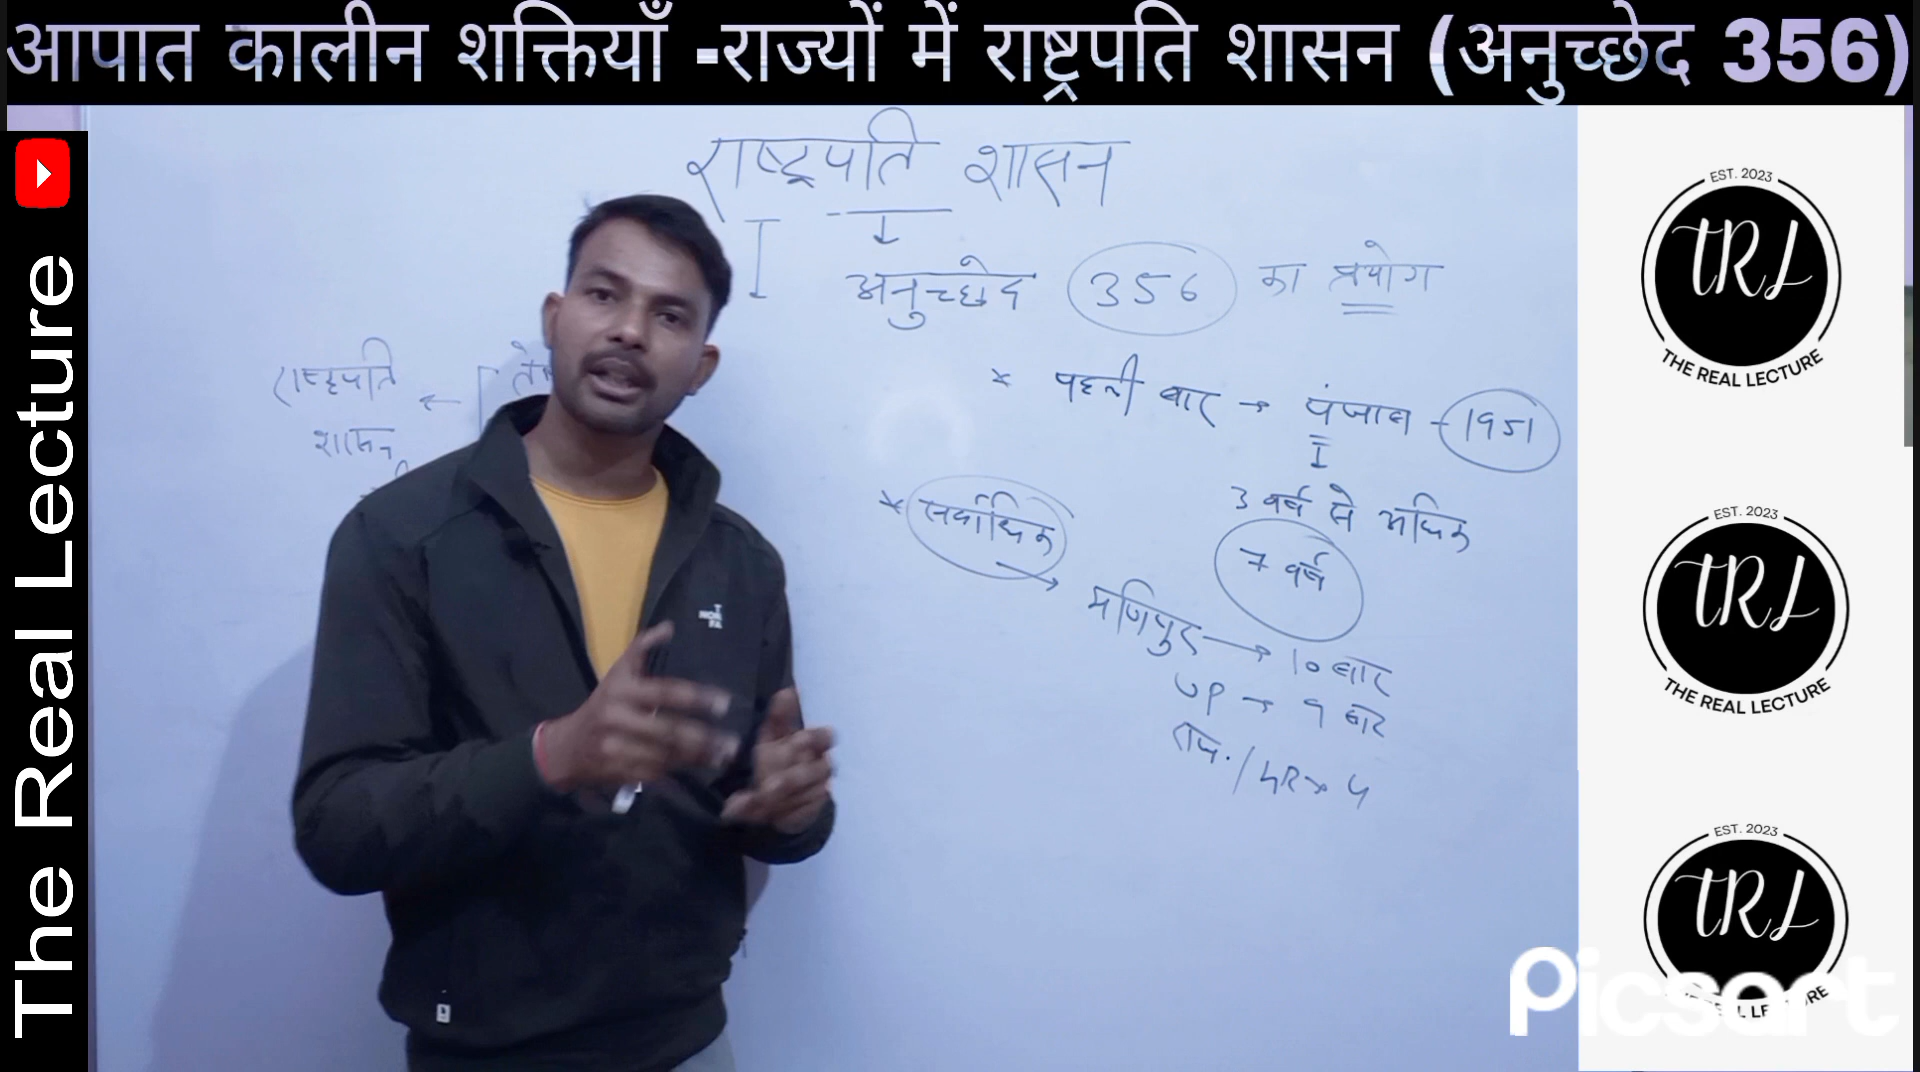 आपात कालीन शक्तियाँ -राज्यों में राष्ट्रपति शासन (अनुच्छेद 356)
The Real Lecture
राष्ट्रपति शासन
अनुच्छेद 356 का प्रयोग
राष्ट्रपति ←
शासन
* पहली बार → पंजाब - 1951
3 वर्ष से अधिक
7 वर्ष
* सर्वाधिक
→ मणिपुर → 10 बार
UP → 9 बार
राज. / HR → 4
EST. 2023
TRL
THE REAL LECTURE
EST. 2023
TRL
THE REAL LECTURE
EST. 2023
TRL
Picsart